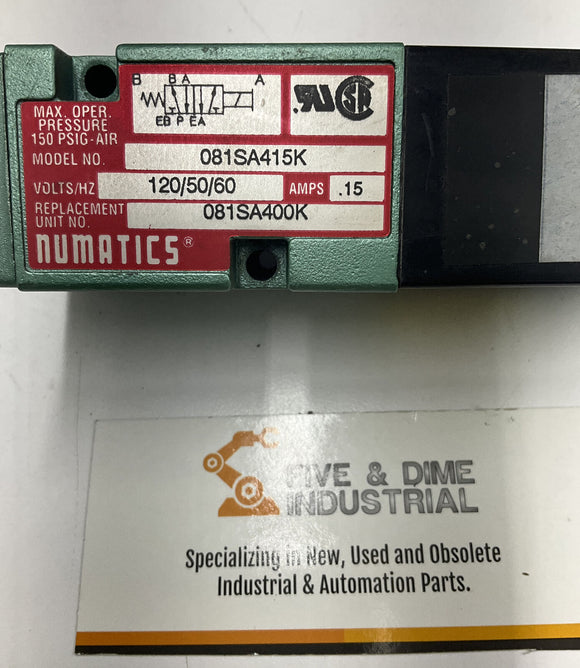 B B A A
EB P EA
MAX. OPER.
PRESSURE
150 PSIG-AIR
MODEL NO. 081SA415K
VOLTS/HZ 120/50/60 AMPS .15
REPLACEMENT
UNIT NO. 081SA400K
NUMATICS®
FIVE & DIME
INDUSTRIAL
Specializing in New, Used and Obsolete
Industrial & Automation Parts.